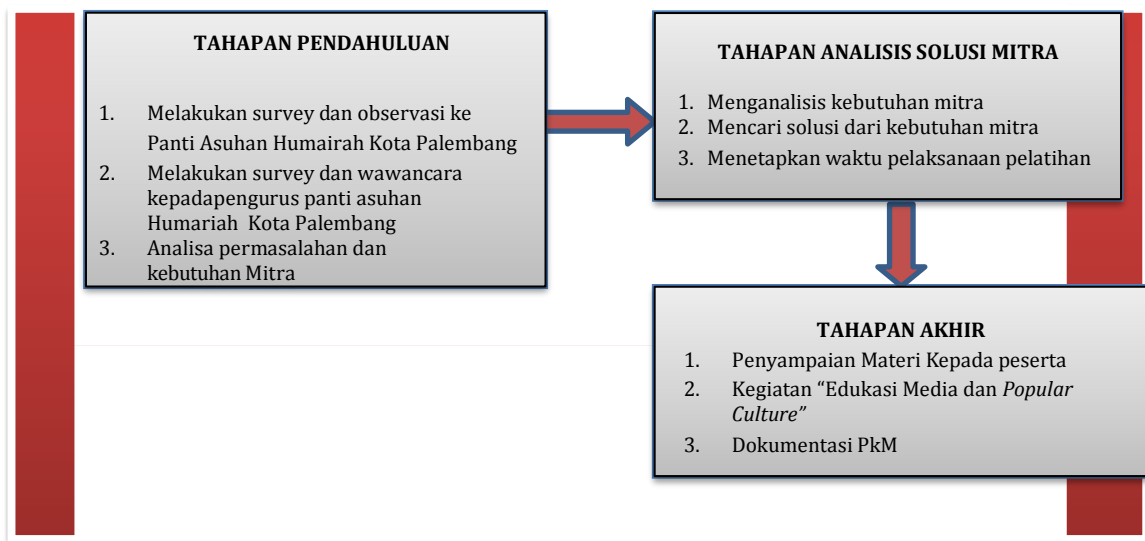 TAHAPAN PENDAHULUAN
1. Melakukan survey dan observasi ke
Panti Asuhan Humairah Kota Palembang
2. Melakukan survey dan wawancara
kepadapengurus panti asuhan
Humariah Kota Palembang
3. Analisa permasalahan dan
kebutuhan Mitra
TAHAPAN ANALISIS SOLUSI MITRA
1. Menganalisis kebutuhan mitra
2. Mencari solusi dari kebutuhan mitra
3. Menetapkan waktu pelaksanaan pelatihan
TAHAPAN AKHIR
1. Penyampaian Materi Kepada peserta
2. Kegiatan “Edukasi Media dan Popular
Culture”
3. Dokumentasi PkM